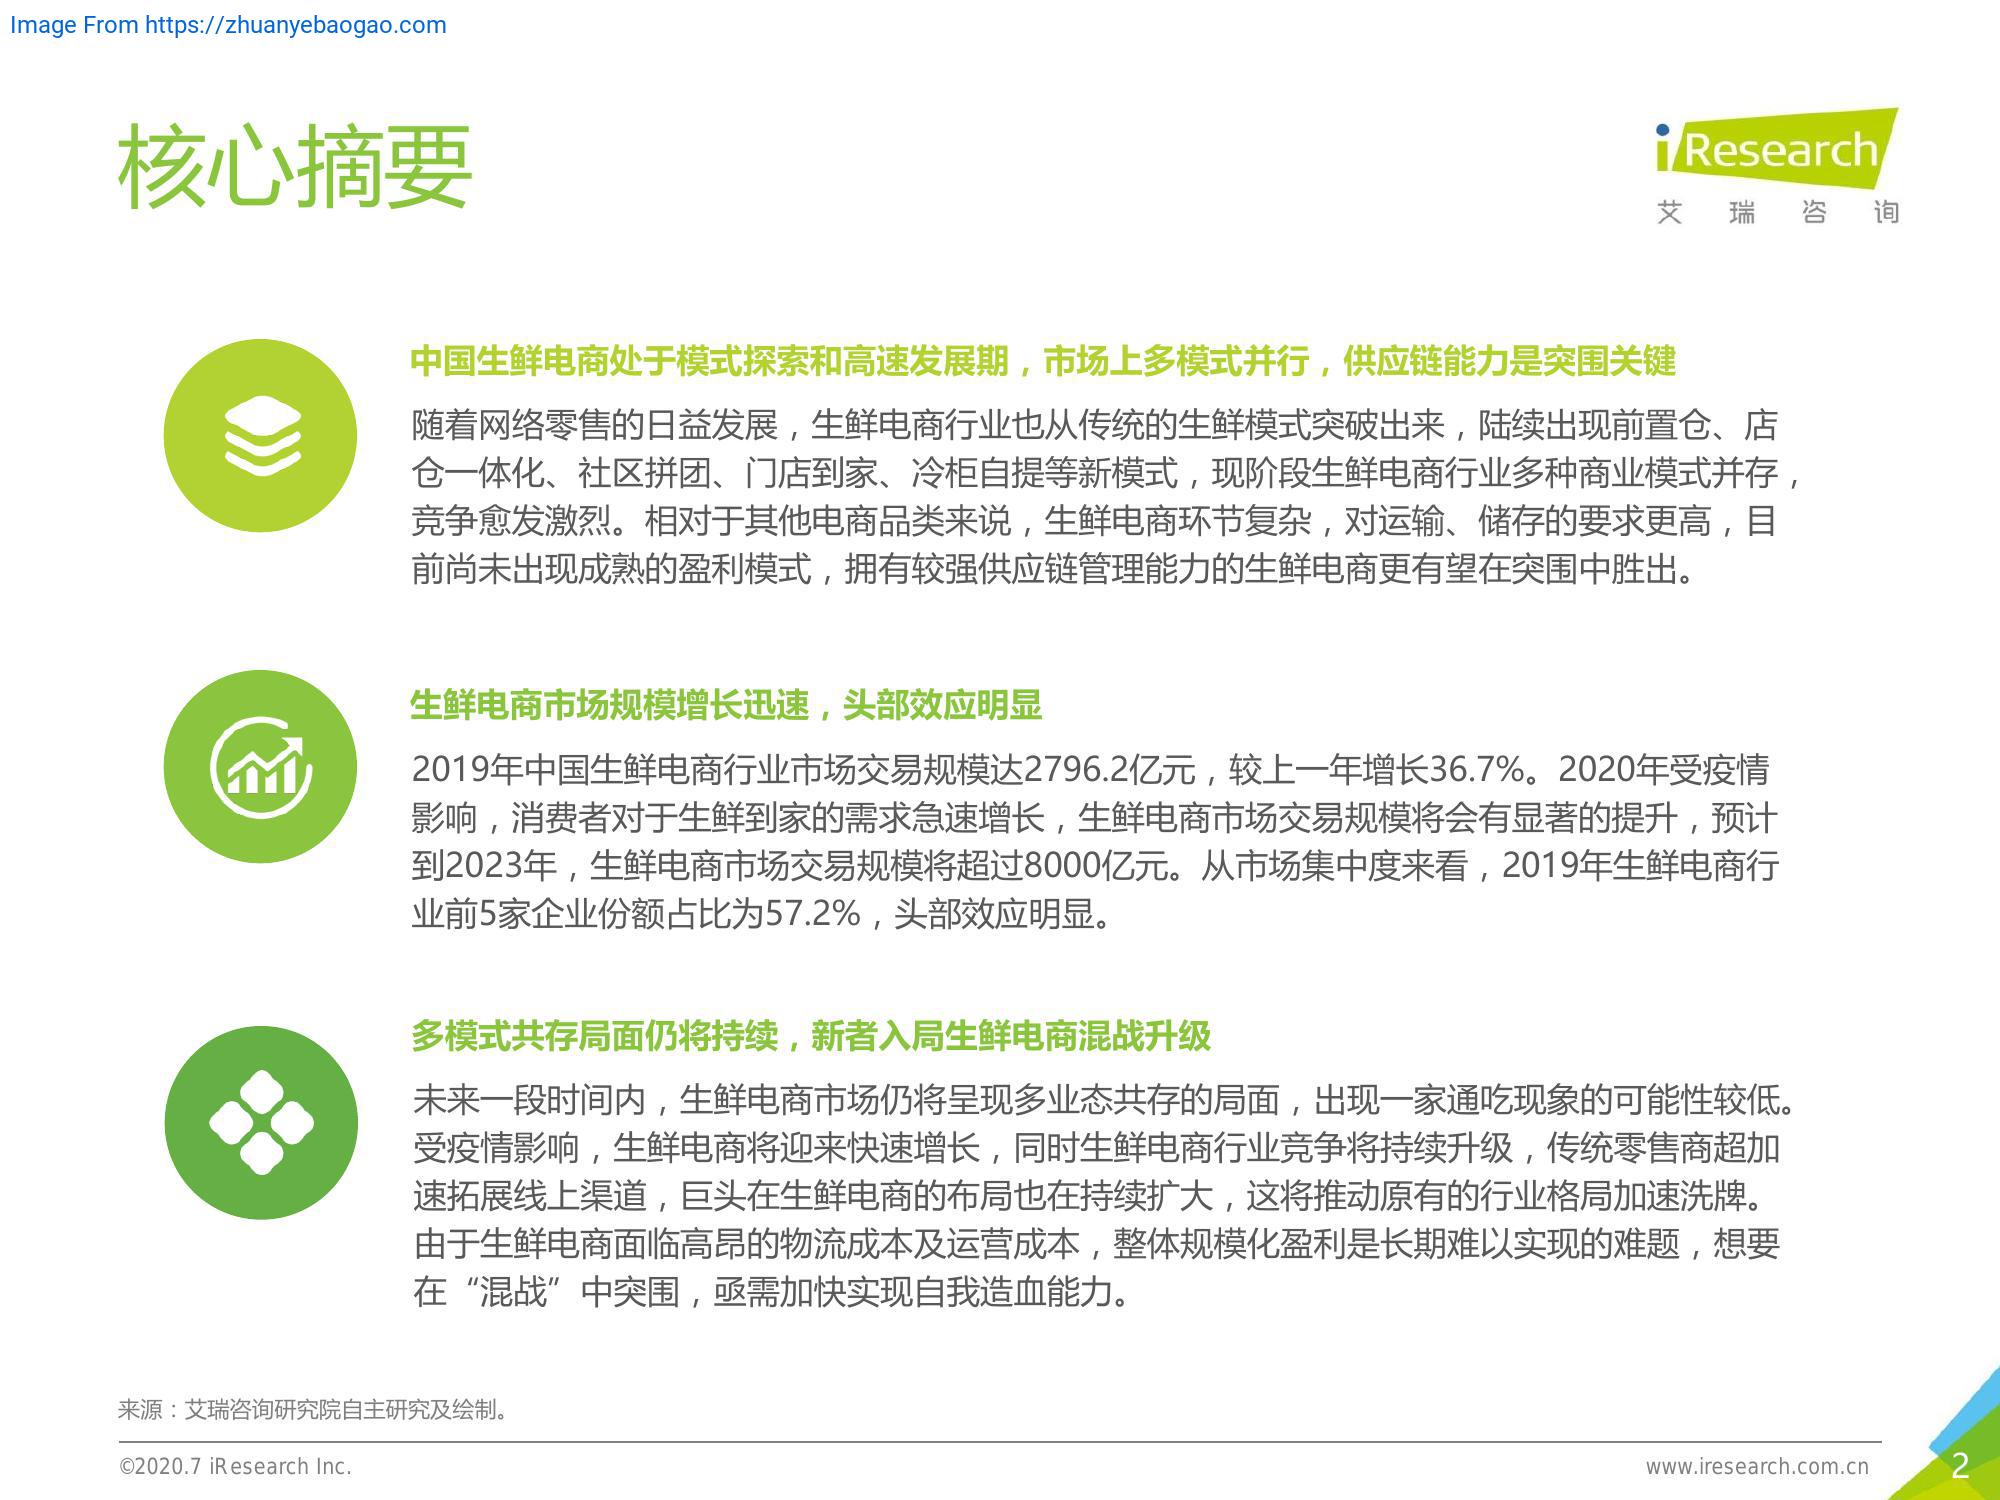 Image From https://zhuanyebaogao.com
核心摘要
iResearch
艾瑞咨询
中国生鲜电商处于模式探索和高速发展期，市场上多模式并行，供应链能力是突围关键
随着网络零售的日益发展，生鲜电商行业也从传统的生鲜模式突破出来，陆续出现前置仓、店
仓一体化、社区拼团、门店到家、冷柜自提等新模式，现阶段生鲜电商行业多种商业模式并存，
竞争愈发激烈。相对于其他电商品类来说，生鲜电商环节复杂，对运输、储存的要求更高，目
前尚未出现成熟的盈利模式，拥有较强供应链管理能力的生鲜电商更有望在突围中胜出。
生鲜电商市场规模增长迅速，头部效应明显
2019年中国生鲜电商行业市场交易规模达2796.2亿元，较上一年增长36.7%。2020年受疫情
影响，消费者对于生鲜到家的需求急速增长，生鲜电商市场交易规模将会有显著的提升，预计
到2023年，生鲜电商市场交易规模将超过8000亿元。从市场集中度来看，2019年生鲜电商行
业前5家企业份额占比为57.2%，头部效应明显。
多模式共存局面仍将持续，新者入局生鲜电商混战升级
未来一段时间内，生鲜电商市场仍将呈现多业态共存的局面，出现一家通吃现象的可能性较低。
受疫情影响，生鲜电商将迎来快速增长，同时生鲜电商行业竞争将持续升级，传统零售商超加
速拓展线上渠道，巨头在生鲜电商的布局也在持续扩大，这将推动原有的行业格局加速洗牌。
由于生鲜电商面临高昂的物流成本及运营成本，整体规模化盈利是长期难以实现的难题，想要
在“混战”中突围，亟需加快实现自我造血能力。
来源：艾瑞咨询研究院自主研究及绘制。
©2020.7 iResearch Inc.
www.iresearch.com.cn
2